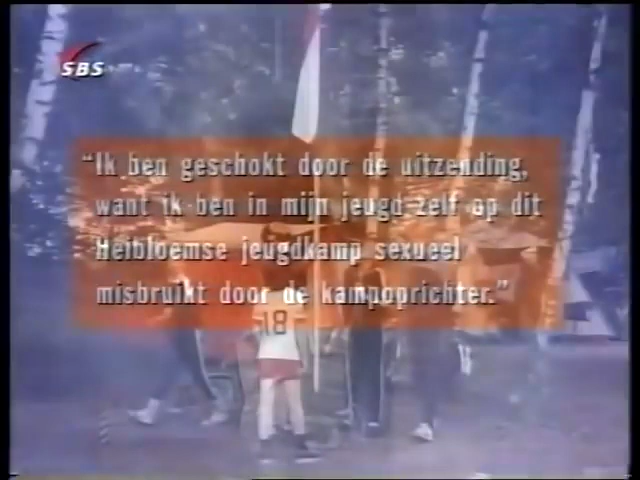 SBS
"Ik ben geschokt door de uitzending,
want ik ben in mijn jeugd zelf op dit
Heibloemse jeugdkamp sexueel
misbruikt door de kampoprichter."
18